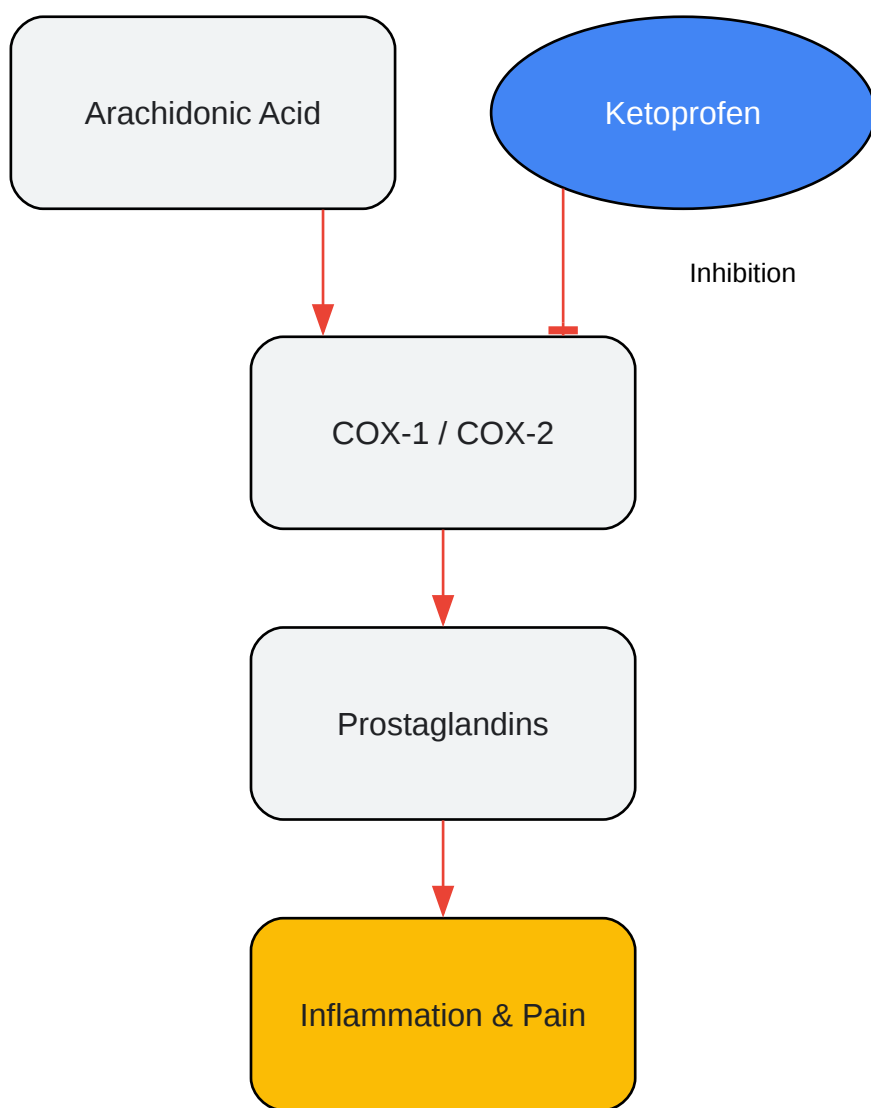 Arachidonic Acid
Ketoprofen
Inhibition
COX-1 / COX-2
Prostaglandins
Inflammation & Pain